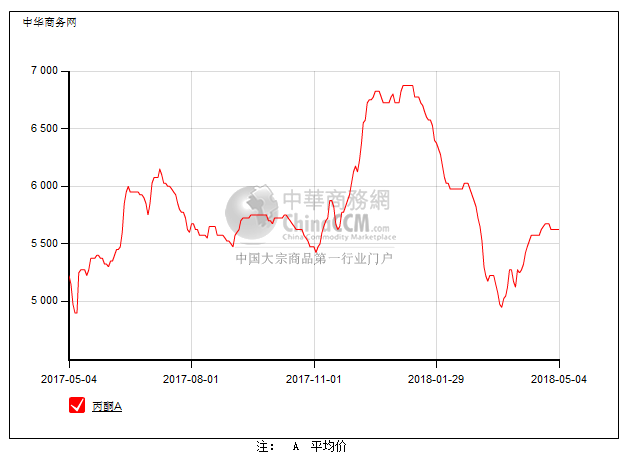 中华商务网
7 000
6 500
6 000
5 500
5 000
中華商務網
ChinaCCM.com
China Commodity Marketplace
中国大宗商品第一行业门户
2017-05-04
2017-08-01
2017-11-01
2018-01-29
2018-05-04
丙酮A
注： A 平均价